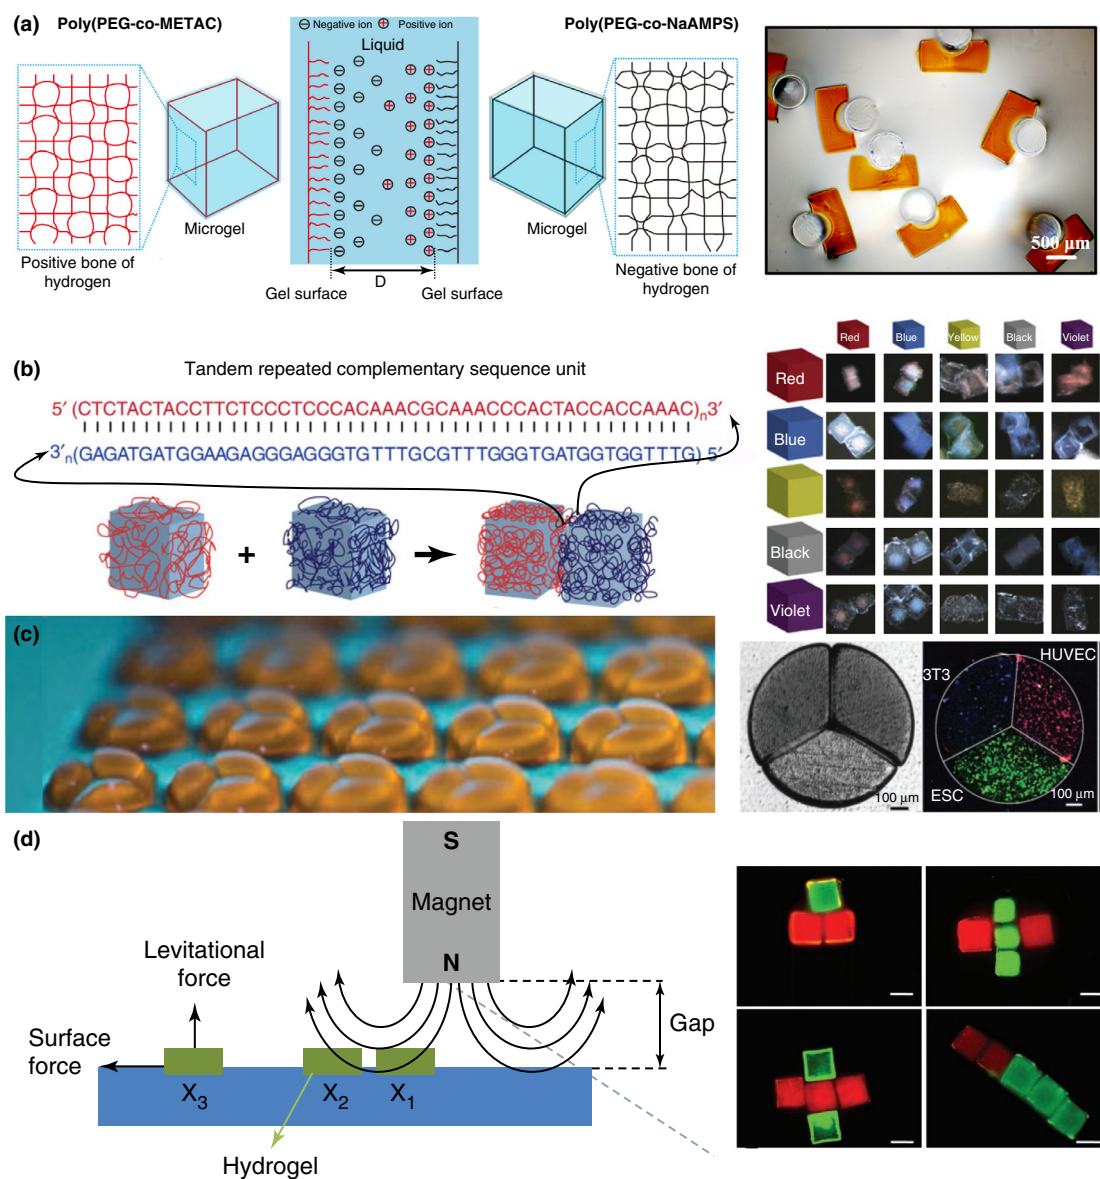 (a)
Poly(PEG-co-METAC)
⊖ Negative ion ⊕ Positive ion
Poly(PEG-co-NaAMPS)
Liquid
Microgel
Microgel
Positive bone of
hydrogen
D
Gel surface
Gel surface
Negative bone of
hydrogen
500 µm
(b)
Tandem repeated complementary sequence unit
5′ (CTCTACTACCTTCTCCCTCCCACAAACGCAAACCCACTACCACCAAAC)n3′
3′n(GAGATGATGGAAGAGGGAGGGTGTTTGCGTTTGGGTGATGGTGGTTTG) 5′
+
Red
Blue
Yellow
Black
Violet
Red
Blue
Black
Violet
(c)
3T3
HUVEC
ESC
100 µm
100 µm
(d)
S
Magnet
N
Levitational
force
Surface
force
Gap
X3
X2
X1
Hydrogel